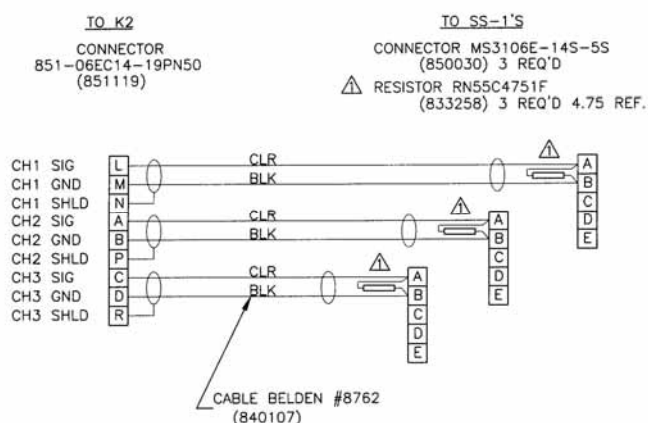 TO K2
CONNECTOR
851-06EC14-19PN50
(851119)
TO SS-1'S
CONNECTOR MS3106E-14S-5S
(850030) 3 REQ'D
1 RESISTOR RN55C4751F
(833258) 3 REQ'D 4.75 REF.
CH1 SIG L CLR 1 A
CH1 GND M BLK B
CH1 SHLD N C
D
E
CH2 SIG A CLR 1 A
CH2 GND B BLK B
CH2 SHLD P C
D
E
CH3 SIG C CLR 1 A
CH3 GND D BLK B
CH3 SHLD R C
D
E
CABLE BELDEN #8762
(840107)